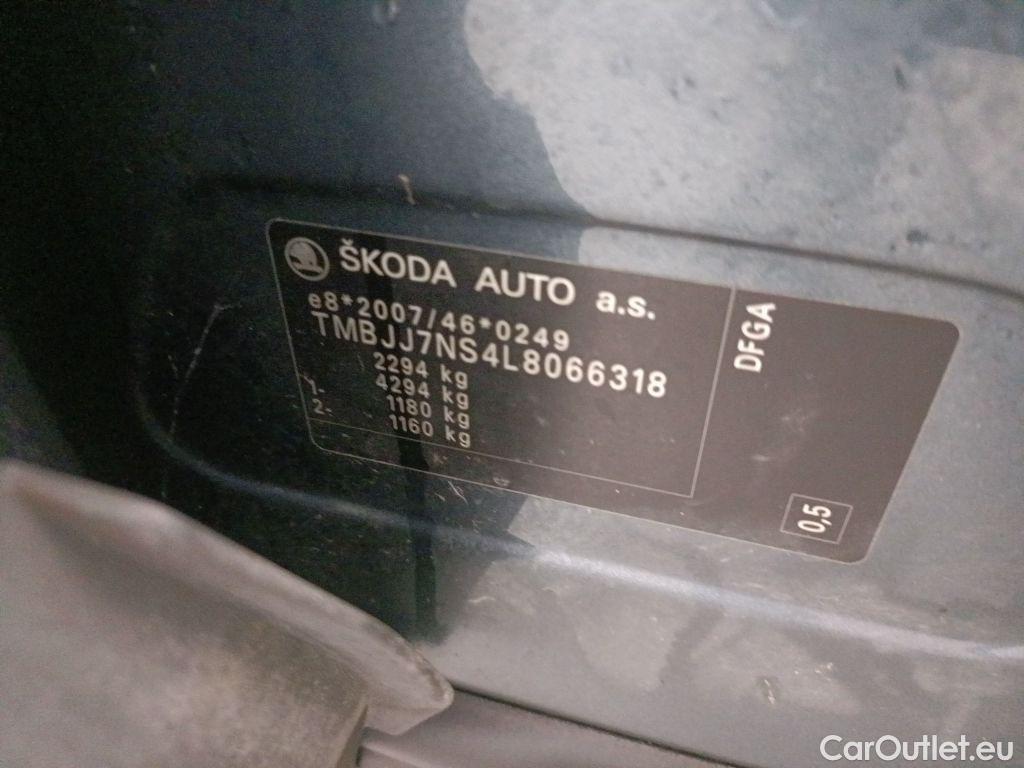 ŠKODA AUTO a.s.
e8*2007/46*0249
TMBJJ7NS4L8066318
2294 kg
4294 kg
1- 1180 kg
2- 1160 kg
DFGA
0,5
CarOutlet.eu